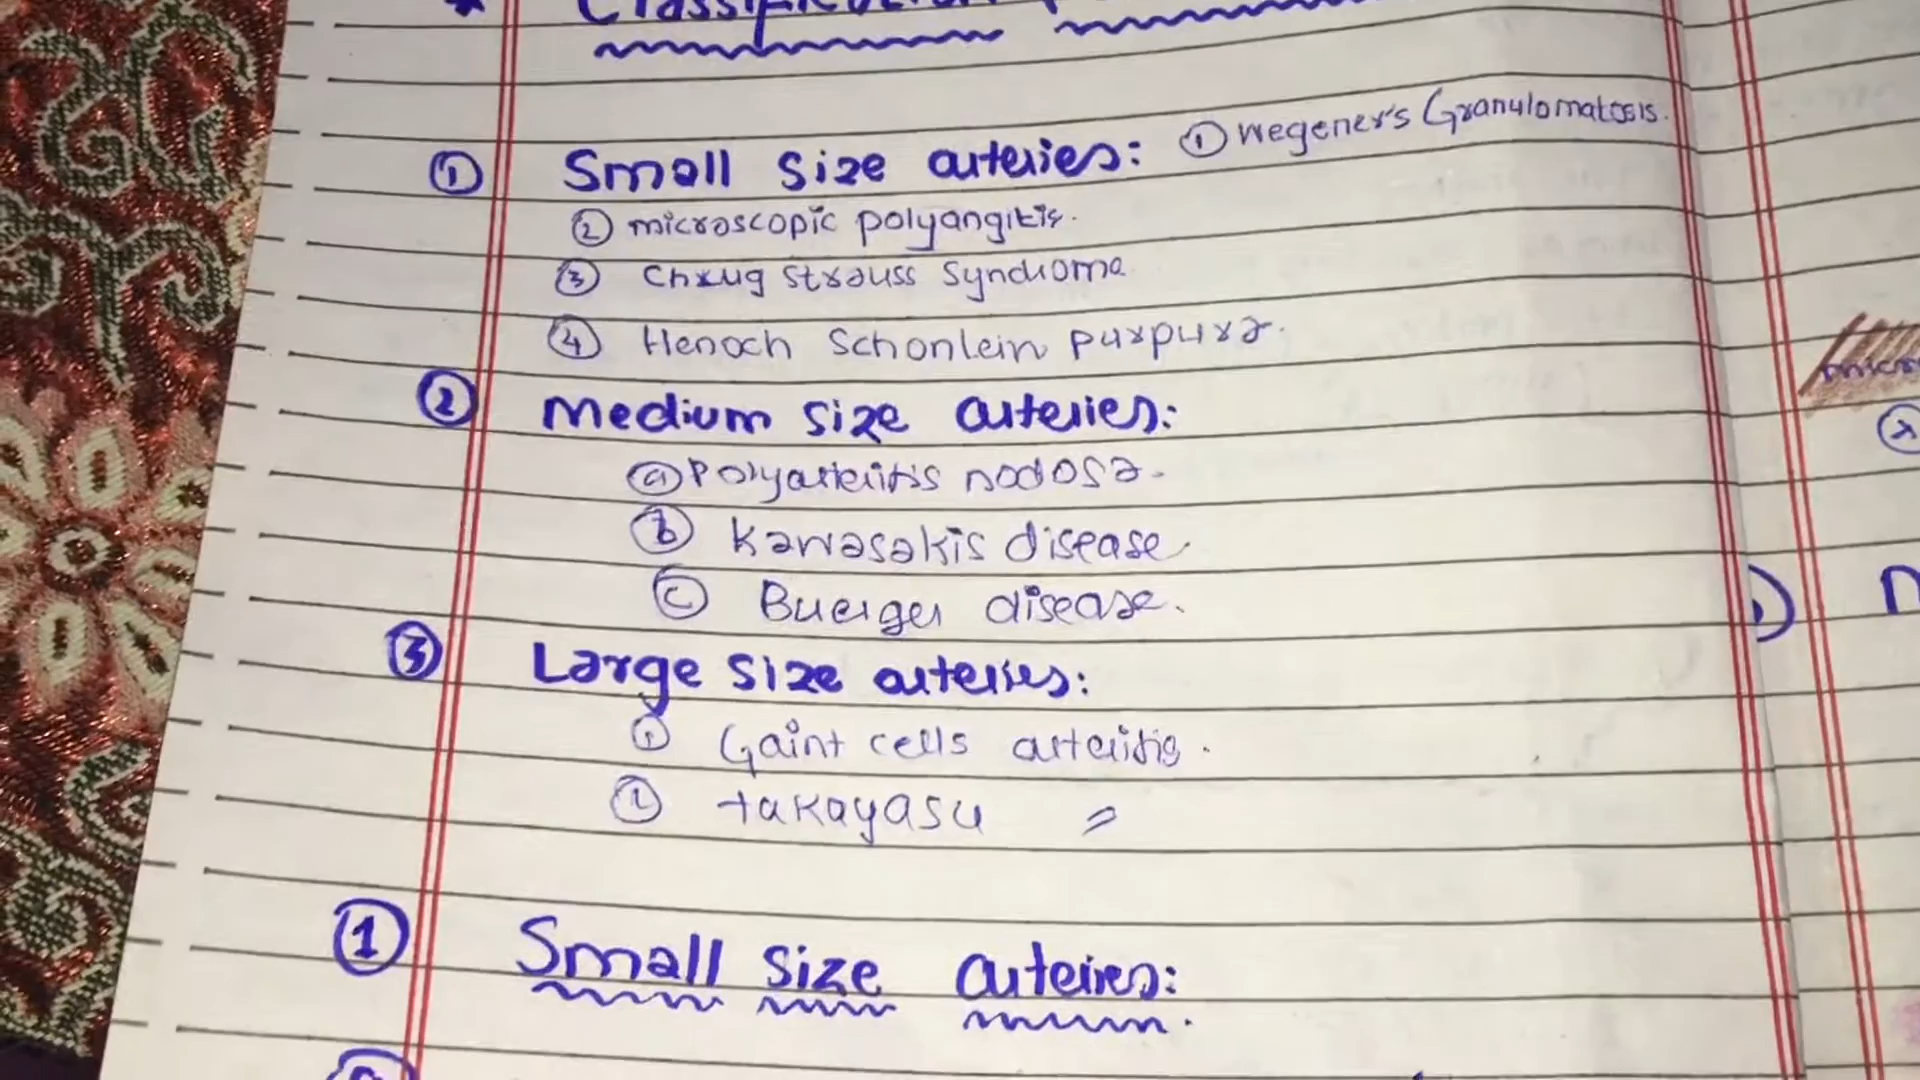 * Classification
① Small size arteries: ① Wegener's Granulomatosis.
② microscopic polyangitis.
③ Chrug strauss syndrome
④ Henoch Schonlein purpura.
② Medium size arteries:
ⓐ Polyarteritis nodosa.
ⓑ Kawasakis disease.
ⓒ Buerger disease.
③ Large size arteries:
① Gaint cells arteritis.
② takayasu 〃
① Small size arteries: